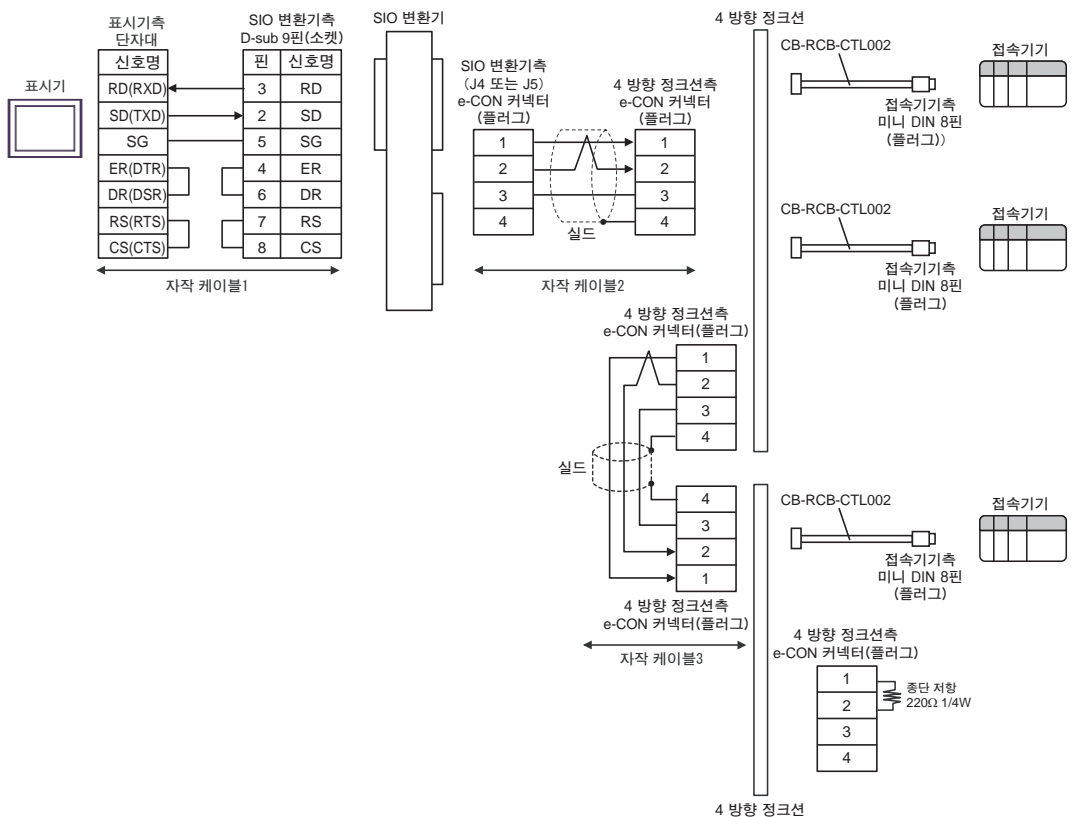 표시기
표시기측
단자대
신호명
RD(RXD)
SD(TXD)
SG
ER(DTR)
DR(DSR)
RS(RTS)
CS(CTS)
SIO 변환기측
D-sub 9핀(소켓)
핀 신호명
3 RD
2 SD
5 SG
4 ER
6 DR
7 RS
8 CS
자작 케이블1
SIO 변환기
SIO 변환기측
(J4 또는 J5)
e-CON 커넥터
(플러그)
1
2
3
4
실드
4 방향 정크션측
e-CON 커넥터
(플러그)
1
2
3
4
자작 케이블2
4 방향 정크션
CB-RCB-CTL002
접속기기측
미니 DIN 8핀
(플러그))
접속기기
CB-RCB-CTL002
접속기기측
미니 DIN 8핀
(플러그)
접속기기
4 방향 정크션측
e-CON 커넥터(플러그)
1
2
3
4
실드
4
3
2
1
4 방향 정크션측
e-CON 커넥터(플러그)
자작 케이블3
CB-RCB-CTL002
접속기기측
미니 DIN 8핀
(플러그)
접속기기
4 방향 정크션측
e-CON 커넥터(플러그)
1
2
3
4
종단 저항
220Ω 1/4W
4 방향 정크션